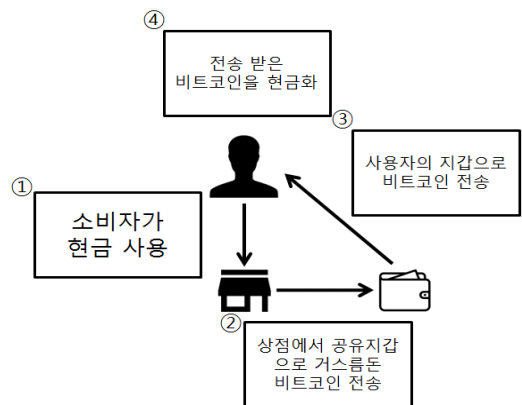 ④
전송 받은
비트코인을 현금화
③
사용자의 지갑으로
비트코인 전송
①
소비자가
현금 사용
②
상점에서 공유지갑
으로 거스름돈
비트코인 전송